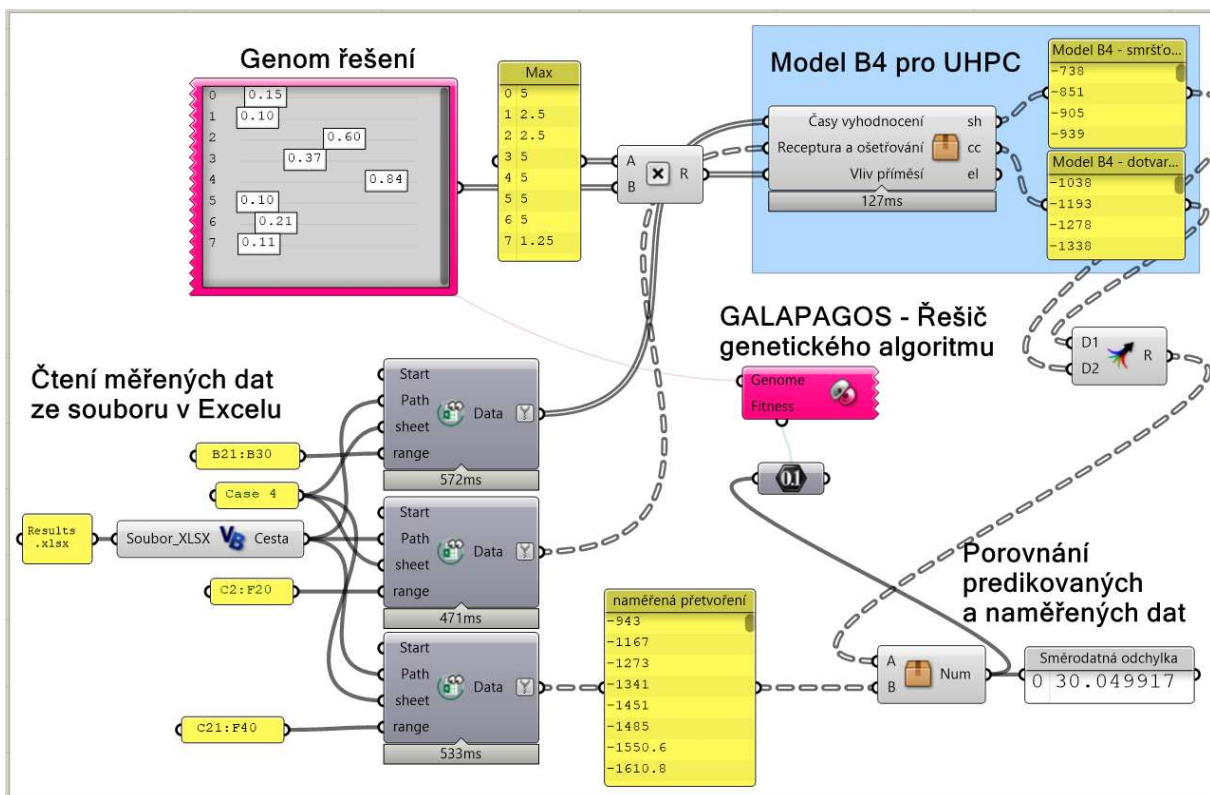 Genom řešení
0 0.15
1 0.10
2 0.60
3 0.37
4 0.84
5 0.10
6 0.21
7 0.11
Max
0 5
1 2.5
2 2.5
3 5
4 5
5 5
6 5
7 1.25
A
B
R
Model B4 pro UHPC
Časy vyhodnocení sh
Receptura a ošetřování cc
Vliv příměsí el
127ms
Model B4 - smršťo...
-738
-851
-905
-939
Model B4 - dotvar...
-1038
-1193
-1278
-1338
D1
D2
R
GALAPAGOS - Řešič
genetického algoritmu
Genome
Fitness
0.1
Čtení měřených dat
ze souboru v Excelu
B21:B30
Case 4
Results
.xlsx
Soubor_XLSX VB Cesta
C2:F20
C21:F40
Start
Path
sheet
range
Data
572ms
Start
Path
sheet
range
Data
471ms
Start
Path
sheet
range
Data
533ms
naměřená přetvoření
-943
-1167
-1273
-1341
-1451
-1485
-1550.6
-1610.8
Porovnání
predikovaných
a naměřených dat
A
B
Num
Směrodatná odchylka
0 30.049917